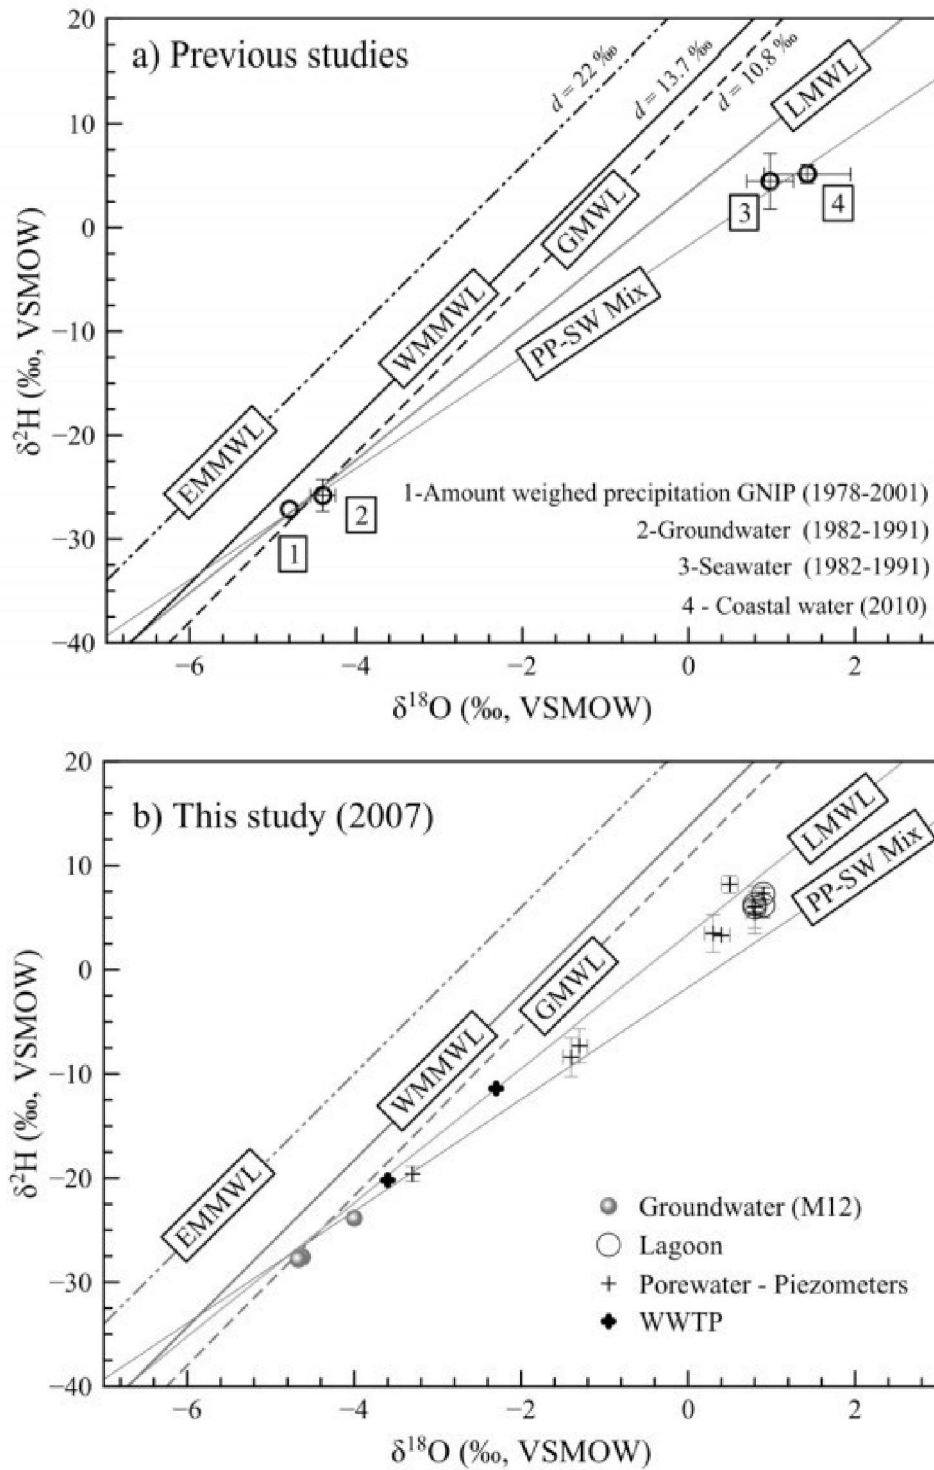 a) Previous studies
d = 22 ‰
d = 13.7 ‰
d = 10.8 ‰
LMWL
GMWL
WMMWL
EMMWL
PP-SW Mix
3
4
1
2
1-Amount weighed precipitation GNIP (1978-2001)
2-Groundwater (1982-1991)
3-Seawater (1982-1991)
4 - Coastal water (2010)
20
10
0
−10
−20
−30
−40
δ²H (‰, VSMOW)
−6 −4 −2 0 2
δ¹⁸O (‰, VSMOW)
b) This study (2007)
LMWL
PP-SW Mix
GMWL
WMMWL
EMMWL
Groundwater (M12)
Lagoon
Porewater - Piezometers
WWTP
20
10
0
−10
−20
−30
−40
δ²H (‰, VSMOW)
−6 −4 −2 0 2
δ¹⁸O (‰, VSMOW)